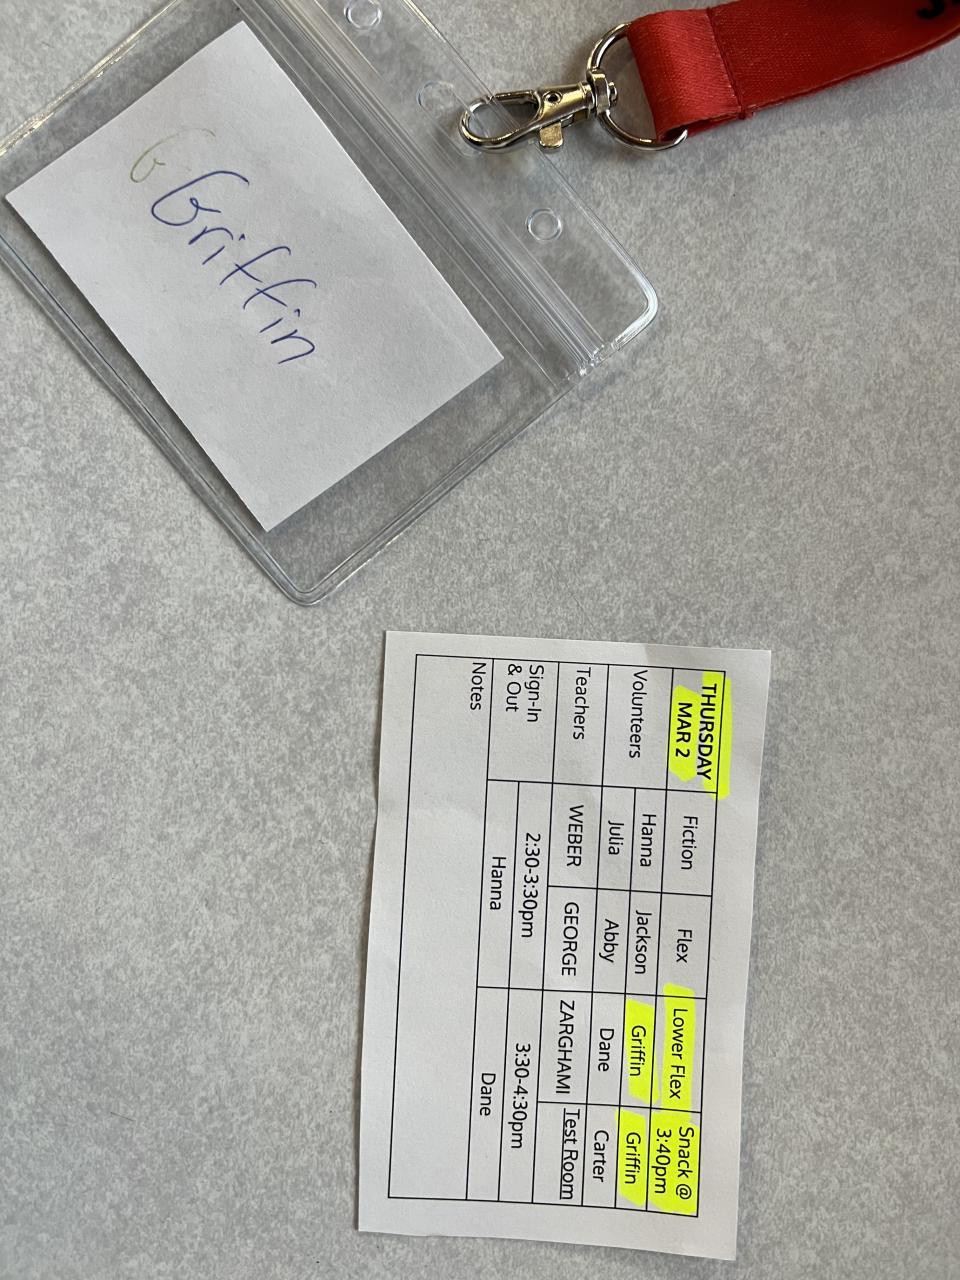 G Griffin
THURSDAY MAR 2 Fiction Flex Lower Flex Snack @ 3:40pm
Volunteers Hanna Jackson Griffin Griffin
Julia Abby Dane Carter
Teachers WEBER GEORGE ZARGHAMI Test Room
Sign-In & Out 2:30-3:30pm 3:30-4:30pm
Hanna Dane
Notes